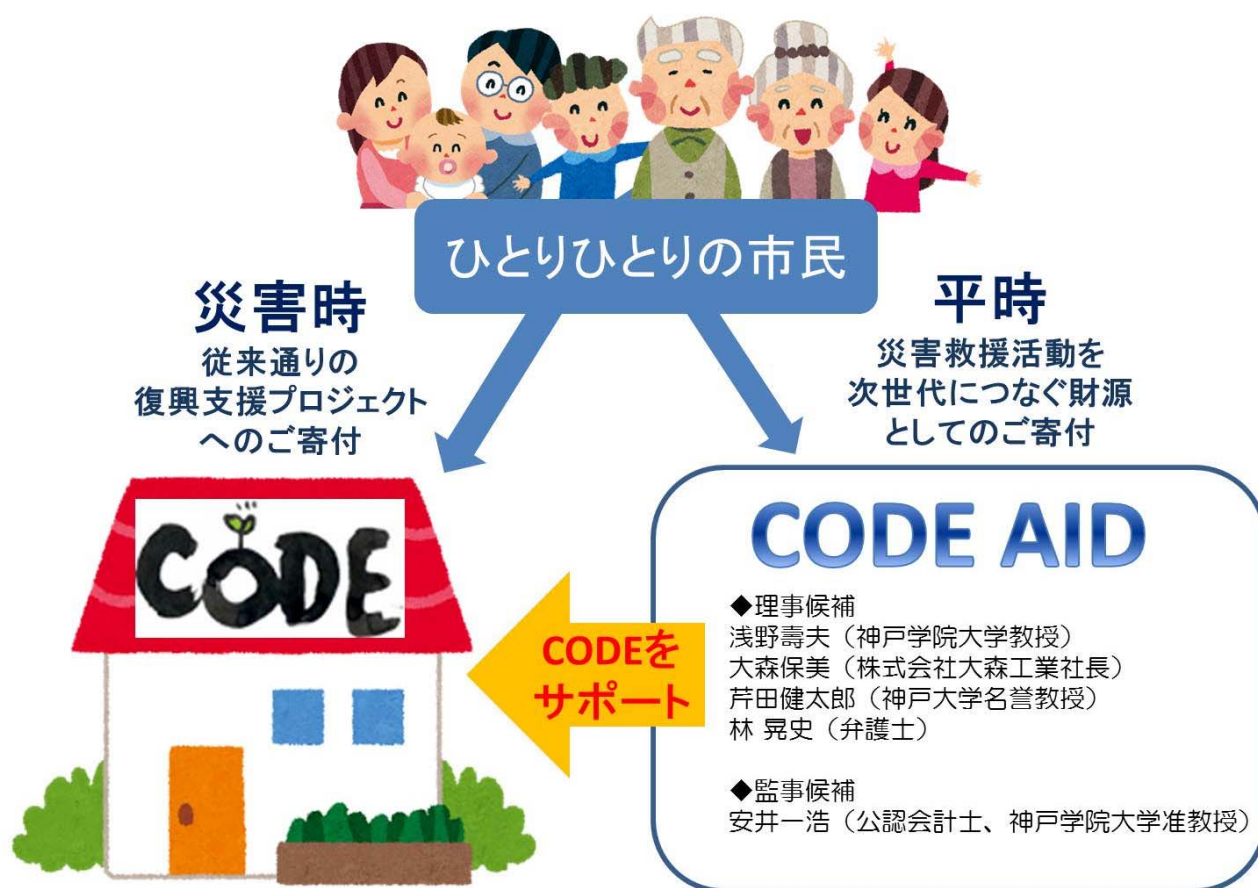 ひとりひとりの市民
災害時
従来通りの
復興支援プロジェクト
へのご寄付
平時
災害救援活動を
次世代につなぐ財源
としてのご寄付
CODE
CODEを
サポート
CODE AID
◆理事候補
浅野壽夫（神戸学院大学教授）
大森保美（株式会社大森工業社長）
芹田健太郎（神戸大学名誉教授）
林 晃史（弁護士）
◆監事候補
安井一浩（公認会計士、神戸学院大学准教授）